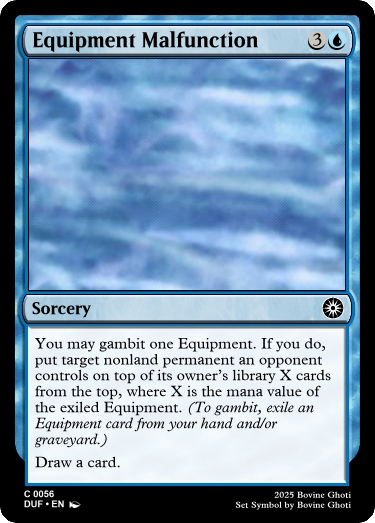 Equipment Malfunction 3
Sorcery
You may gambit one Equipment. If you do,
put target nonland permanent an opponent
controls on top of its owner's library X cards
from the top, where X is the mana value of
the exiled Equipment. (To gambit, exile an
Equipment card from your hand and/or
graveyard.)
Draw a card.
C 0056
DUF • EN
2025 Bovine Ghoti
Set Symbol by Bovine Ghoti